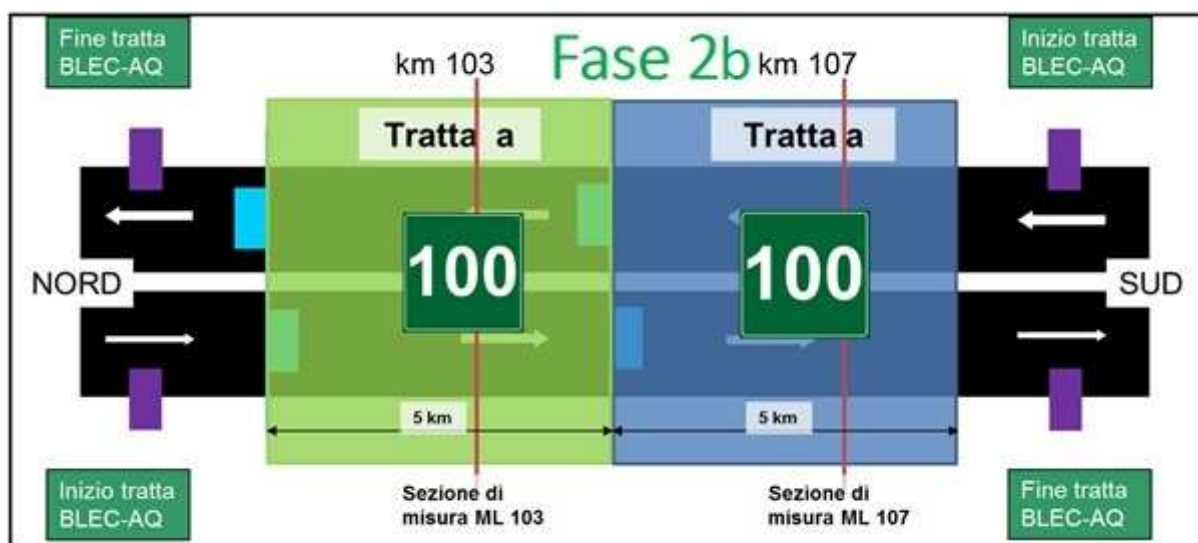 Fine tratta
BLEC-AQ
Fase 2b
Inizio tratta
BLEC-AQ
km 103
km 107
Tratta a
Tratta a
100
100
NORD
SUD
5 km
5 km
Inizio tratta
BLEC-AQ
Sezione di
misura ML 103
Sezione di
misura ML 107
Fine tratta
BLEC-AQ